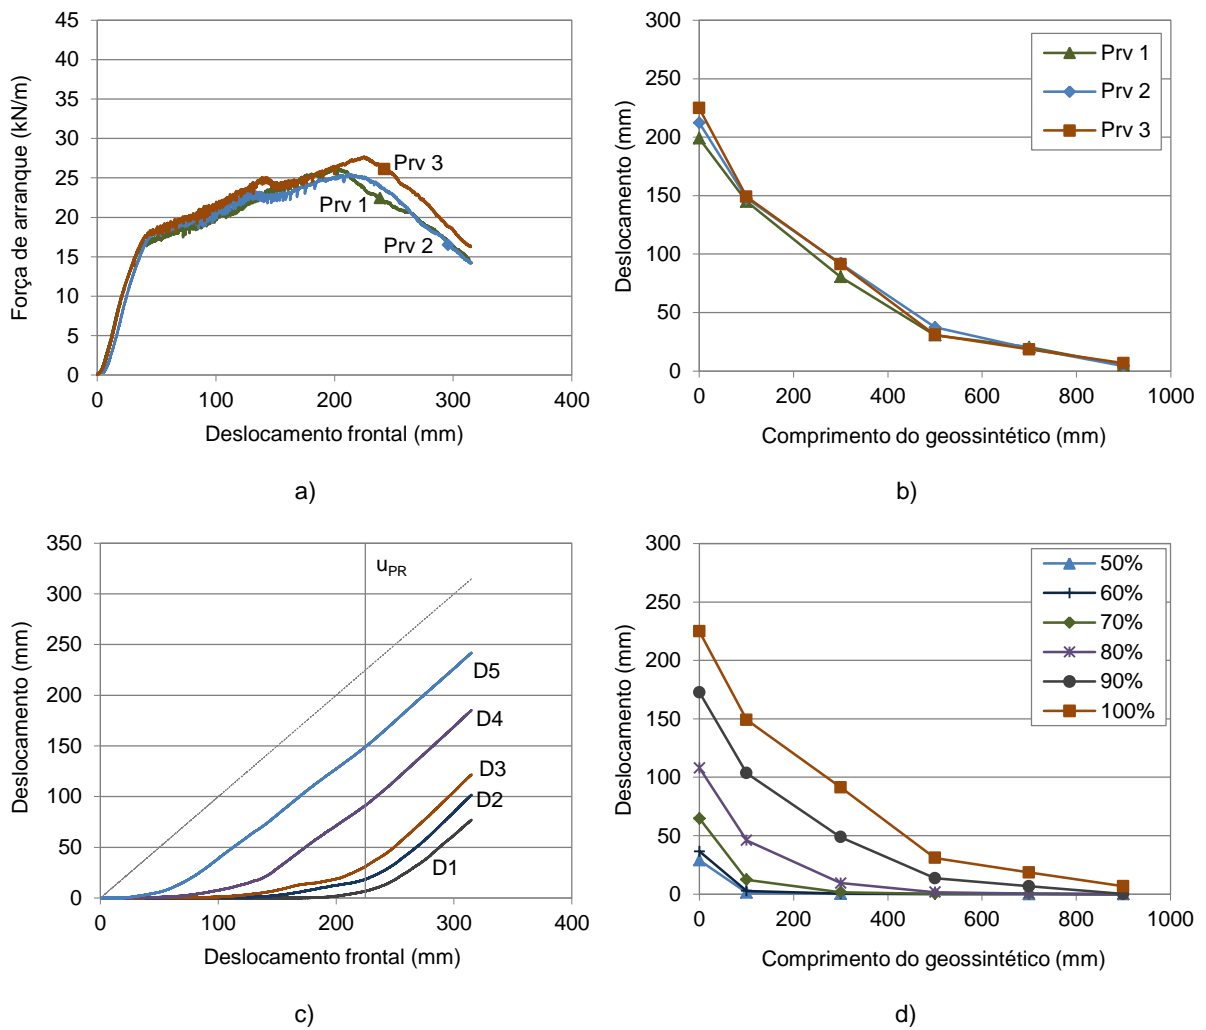 45
40
35
30
25
20
15
10
5
0
0
100
200
300
400
Força de arranque (kN/m)
Deslocamento frontal (mm)
Prv 3
Prv 1
Prv 2
a)
300
250
200
150
100
50
0
0
200
400
600
800
1000
Deslocamento (mm)
Comprimento do geossintético (mm)
Prv 1
Prv 2
Prv 3
b)
350
300
250
200
150
100
50
0
0
100
200
300
400
Deslocamento (mm)
Deslocamento frontal (mm)
uPR
D5
D4
D3
D2
D1
c)
300
250
200
150
100
50
0
0
200
400
600
800
1000
Deslocamento (mm)
Comprimento do geossintético (mm)
50%
60%
70%
80%
90%
100%
d)